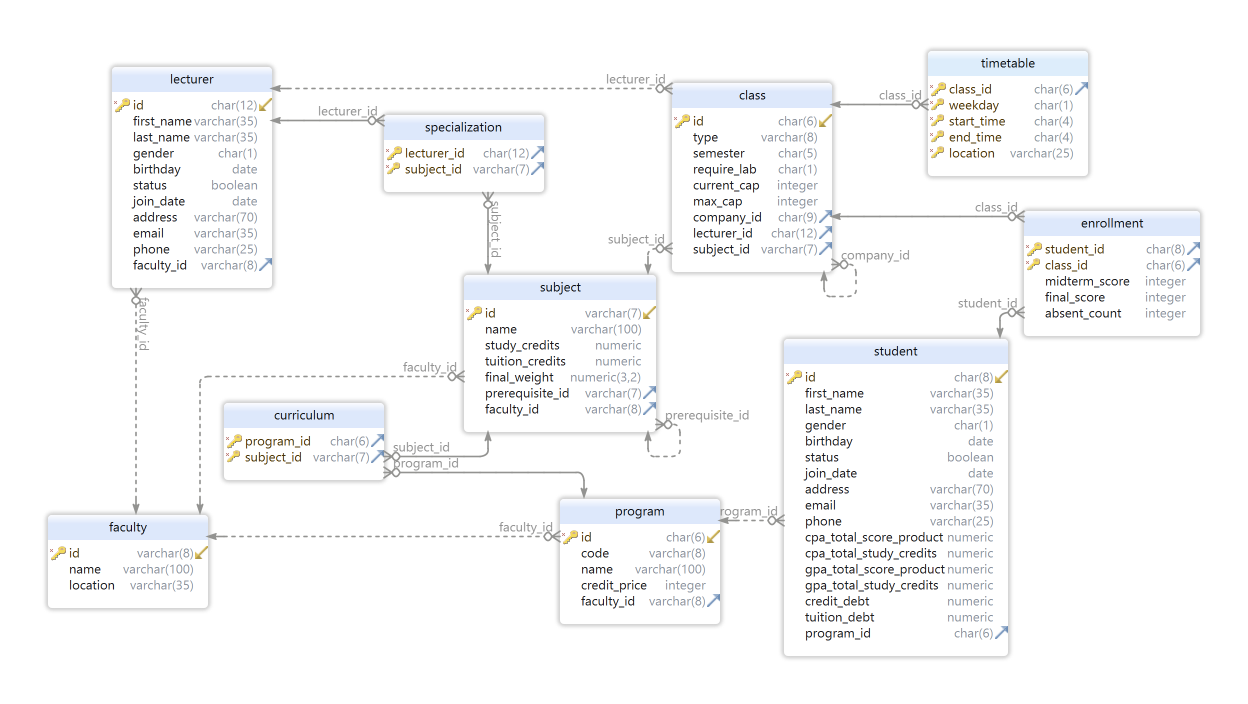 lecturer
id char(12)
first_name varchar(35)
last_name varchar(35)
gender char(1)
birthday date
status boolean
join_date date
address varchar(70)
email varchar(35)
phone varchar(25)
faculty_id varchar(8)
lecturer_id
lecturer_id
specialization
lecturer_id char(12)
subject_id varchar(7)
subject_id
class
id char(6)
type varchar(8)
semester char(5)
require_lab char(1)
current_cap integer
max_cap integer
company_id char(9)
lecturer_id char(12)
subject_id varchar(7)
company_id
subject_id
class_id
timetable
class_id char(6)
weekday char(1)
start_time char(4)
end_time char(4)
location varchar(25)
class_id
enrollment
student_id char(8)
class_id char(6)
midterm_score integer
final_score integer
absent_count integer
student_id
subject
id varchar(7)
name varchar(100)
study_credits numeric
tuition_credits numeric
final_weight numeric(3,2)
prerequisite_id varchar(7)
faculty_id varchar(8)
prerequisite_id
faculty_id
faculty_id
student
id char(8)
first_name varchar(35)
last_name varchar(35)
gender char(1)
birthday date
status boolean
join_date date
address varchar(70)
email varchar(35)
phone varchar(25)
cpa_total_score_product numeric
cpa_total_study_credits numeric
gpa_total_score_product numeric
gpa_total_study_credits numeric
credit_debt numeric
tuition_debt numeric
program_id char(6)
curriculum
program_id char(6)
subject_id varchar(7)
subject_id
program_id
faculty
id varchar(8)
name varchar(100)
location varchar(35)
faculty_id
program
id char(6)
code varchar(8)
name varchar(100)
credit_price integer
faculty_id varchar(8)
rogram_id